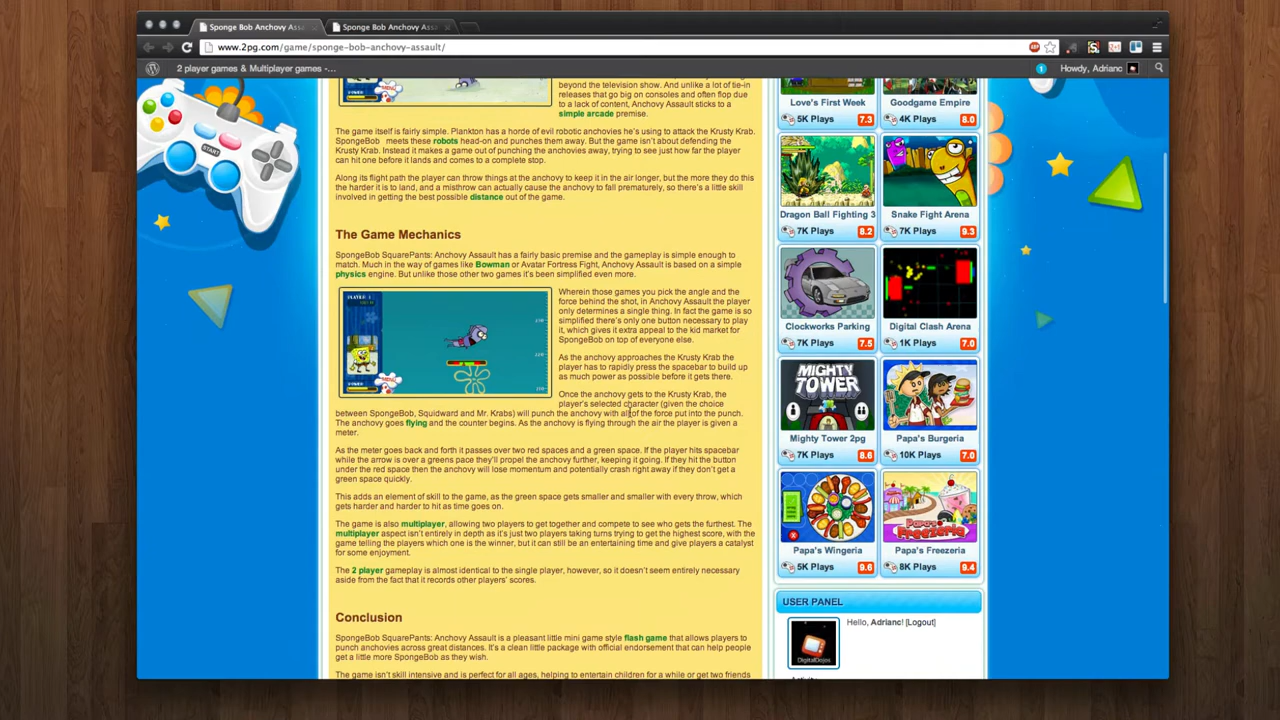 Sponge Bob Anchovy Ass
Sponge Bob Anchovy Ass
www.2pg.com/game/sponge-bob-anchovy-assault/
2 player games & Multiplayer games -...
1
Howdy, Adrianc
START
beyond the television show. And unlike a lot of tie-in
releases that go big on consoles and often flop due
to a lack of content, Anchovy Assault sticks to a
simple arcade premise.
The game itself is fairly simple. Plankton has a horde of evil robotic anchovies he's using to attack the Krusty Krab.
SpongeBob meets these robots head-on and punches them away. But the game isn't about defending the
Krusty Krab. Instead it makes a game out of punching the anchovies away, trying to see just how far the player
can hit one before it lands and comes to a complete stop.
Along its flight path the player can throw things at the anchovy to keep it in the air longer, but the more they do this
the harder it is to land, and a misthrow can actually cause the anchovy to fall prematurely, so there's a little skill
involved in getting the best possible distance out of the game.
The Game Mechanics
SpongeBob SquarePants: Anchovy Assault has a fairly basic premise and the gameplay is simple enough to
match. Much in the way of games like Bowman or Avatar Fortress Fight, Anchovy Assault is based on a simple
physics engine. But unlike those other two games it's been simplified even more.
PLAYER 1
POWER
Wherein those games you pick the angle and the
force behind the shot, in Anchovy Assault the player
only determines a single thing. In fact the game is so
simplified there's only one button necessary to play
it, which gives it extra appeal to the kid market for
SpongeBob on top of everyone else.
As the anchovy approaches the Krusty Krab the
player has to rapidly press the spacebar to build up
as much power as possible before it gets there.
Once the anchovy gets to the Krusty Krab, the
player's selected character (given the choice
between SpongeBob, Squidward and Mr. Krabs) will punch the anchovy with all of the force put into the punch.
The anchovy goes flying and the counter begins. As the anchovy is flying through the air the player is given a
meter.
As the meter goes back and forth it passes over two red spaces and a green space. If the player hits spacebar
while the arrow is over a greens pace they'll propel the anchovy further, keeping it going. If they hit the button
under the red space then the anchovy will lose momentum and potentially crash right away if they don't get a
green space quickly.
This adds an element of skill to the game, as the green space gets smaller and smaller with every throw, which
gets harder and harder to hit as time goes on.
The game is also multiplayer, allowing two players to get together and compete to see who gets the furthest. The
multiplayer aspect isn't entirely in depth as it's just two players taking turns trying to get the highest score, with the
game telling the players which one is the winner, but it can still be an entertaining time and give players a catalyst
for some enjoyment.
The 2 player gameplay is almost identical to the single player, however, so it doesn't seem entirely necessary
aside from the fact that it records other players' scores.
Conclusion
SpongeBob SquarePants: Anchovy Assault is a pleasant little mini game style flash game that allows players to
punch anchovies across great distances. It's a clean little package with official endorsement that can help people
get a little more SpongeBob as they wish.
The game isn't skill intensive and is perfect for all ages, helping to entertain children for a while or get two friends
Love's First Week
5K Plays 7.3
Goodgame Empire
4K Plays 8.0
Dragon Ball Fighting 3
7K Plays 8.2
Snake Fight Arena
7K Plays 9.3
Clockworks Parking
7K Plays 7.5
Digital Clash Arena
1K Plays 7.0
MIGHTY
TOWER
Mighty Tower 2pg
7K Plays 8.6
Papa's Burgeria
10K Plays 7.0
Papa's Wingeria
5K Plays 9.6
PAPA'S
FREEZERIA
Papa's Freezeria
8K Plays 9.4
USER PANEL
Hello, Adrianc! [Logout]
DigitalDojos